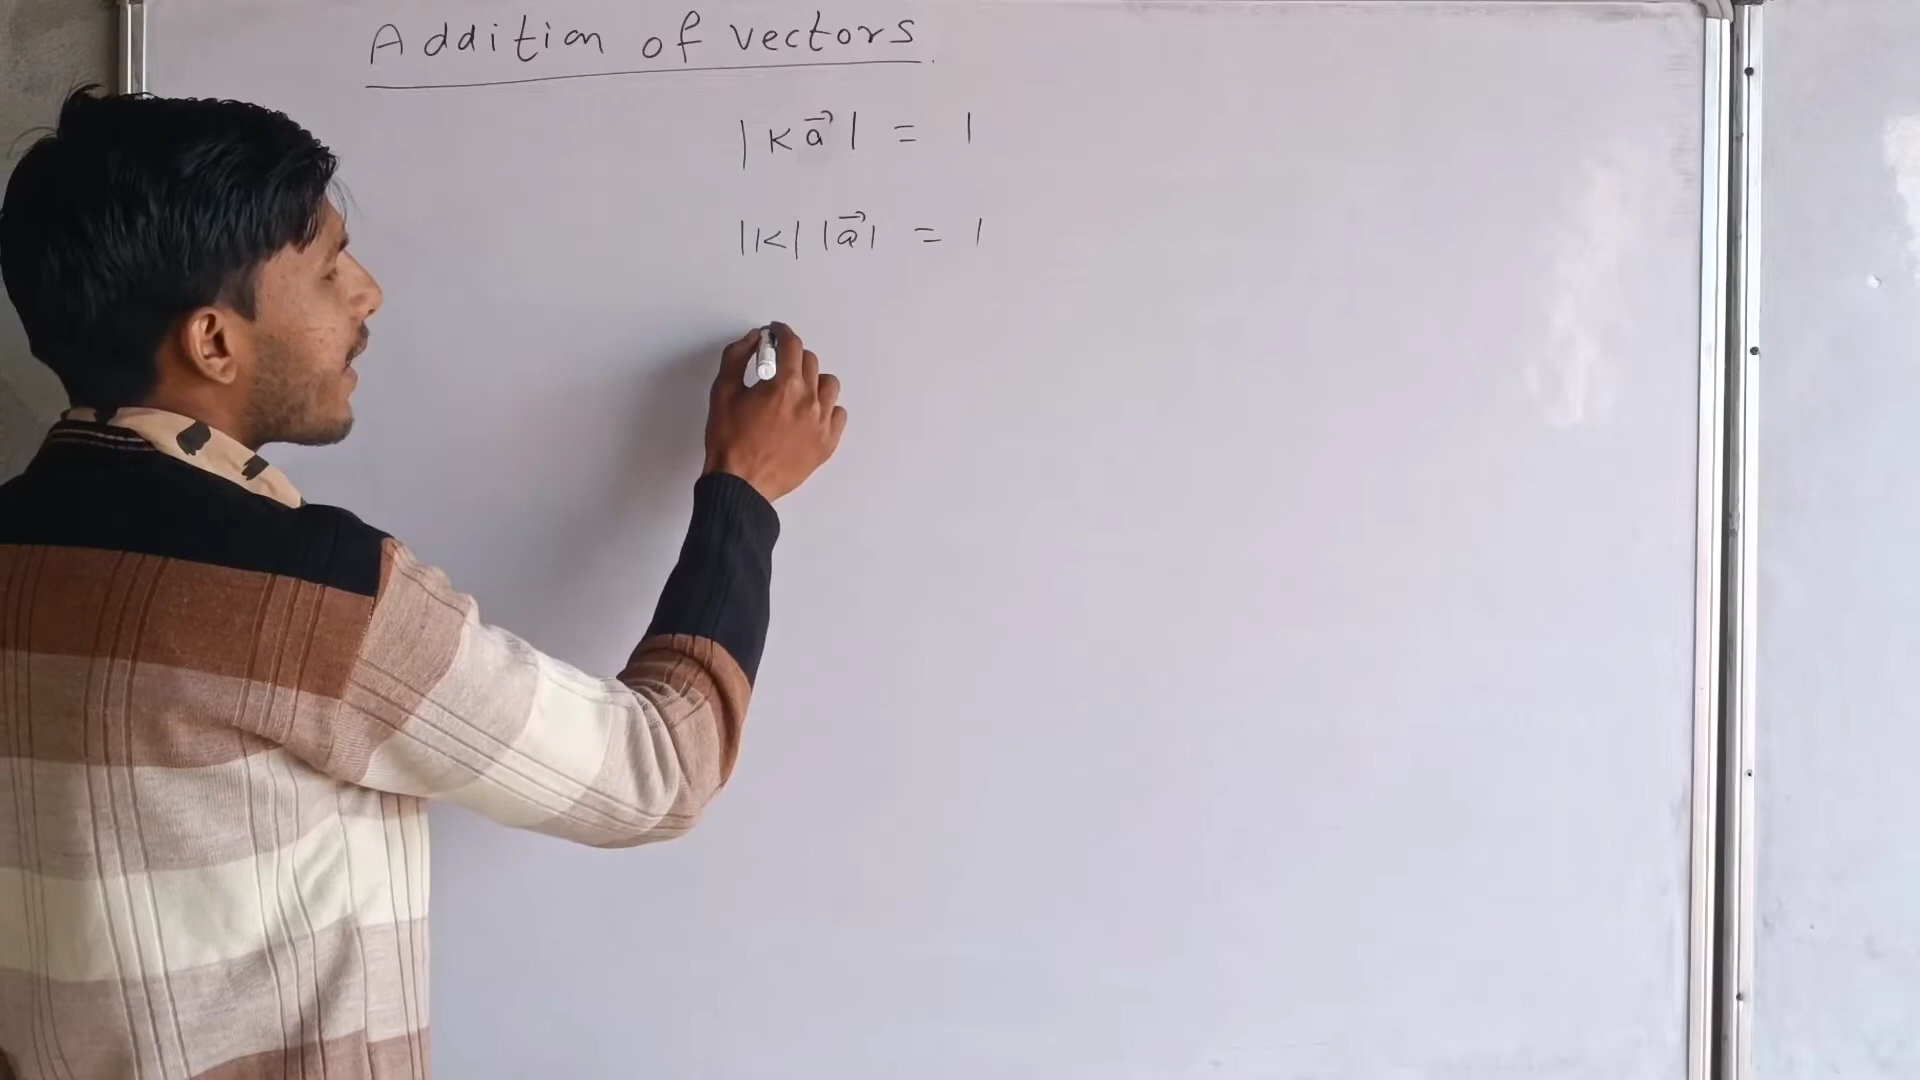 Addition of vectors.
|K a⃗| = 1
|K| |a⃗| = 1